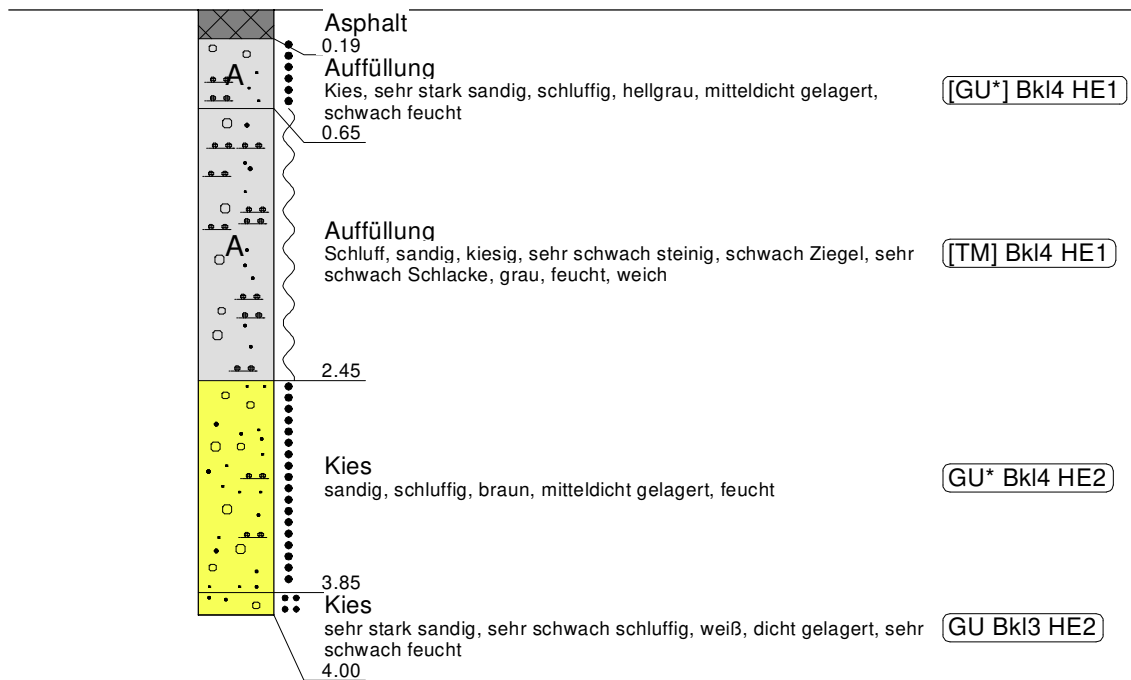 Asphalt
0.19
Auffüllung
Kies, sehr stark sandig, schluffig, hellgrau, mitteldicht gelagert,
schwach feucht
0.65
A
[GU*] Bkl4 HE1
Auffüllung
Schluff, sandig, kiesig, sehr schwach steinig, schwach Ziegel, sehr
schwach Schlacke, grau, feucht, weich
2.45
A
[TM] Bkl4 HE1
Kies
sandig, schluffig, braun, mitteldicht gelagert, feucht
3.85
GU* Bkl4 HE2
Kies
sehr stark sandig, sehr schwach schluffig, weiß, dicht gelagert, sehr
schwach feucht
4.00
GU Bkl3 HE2